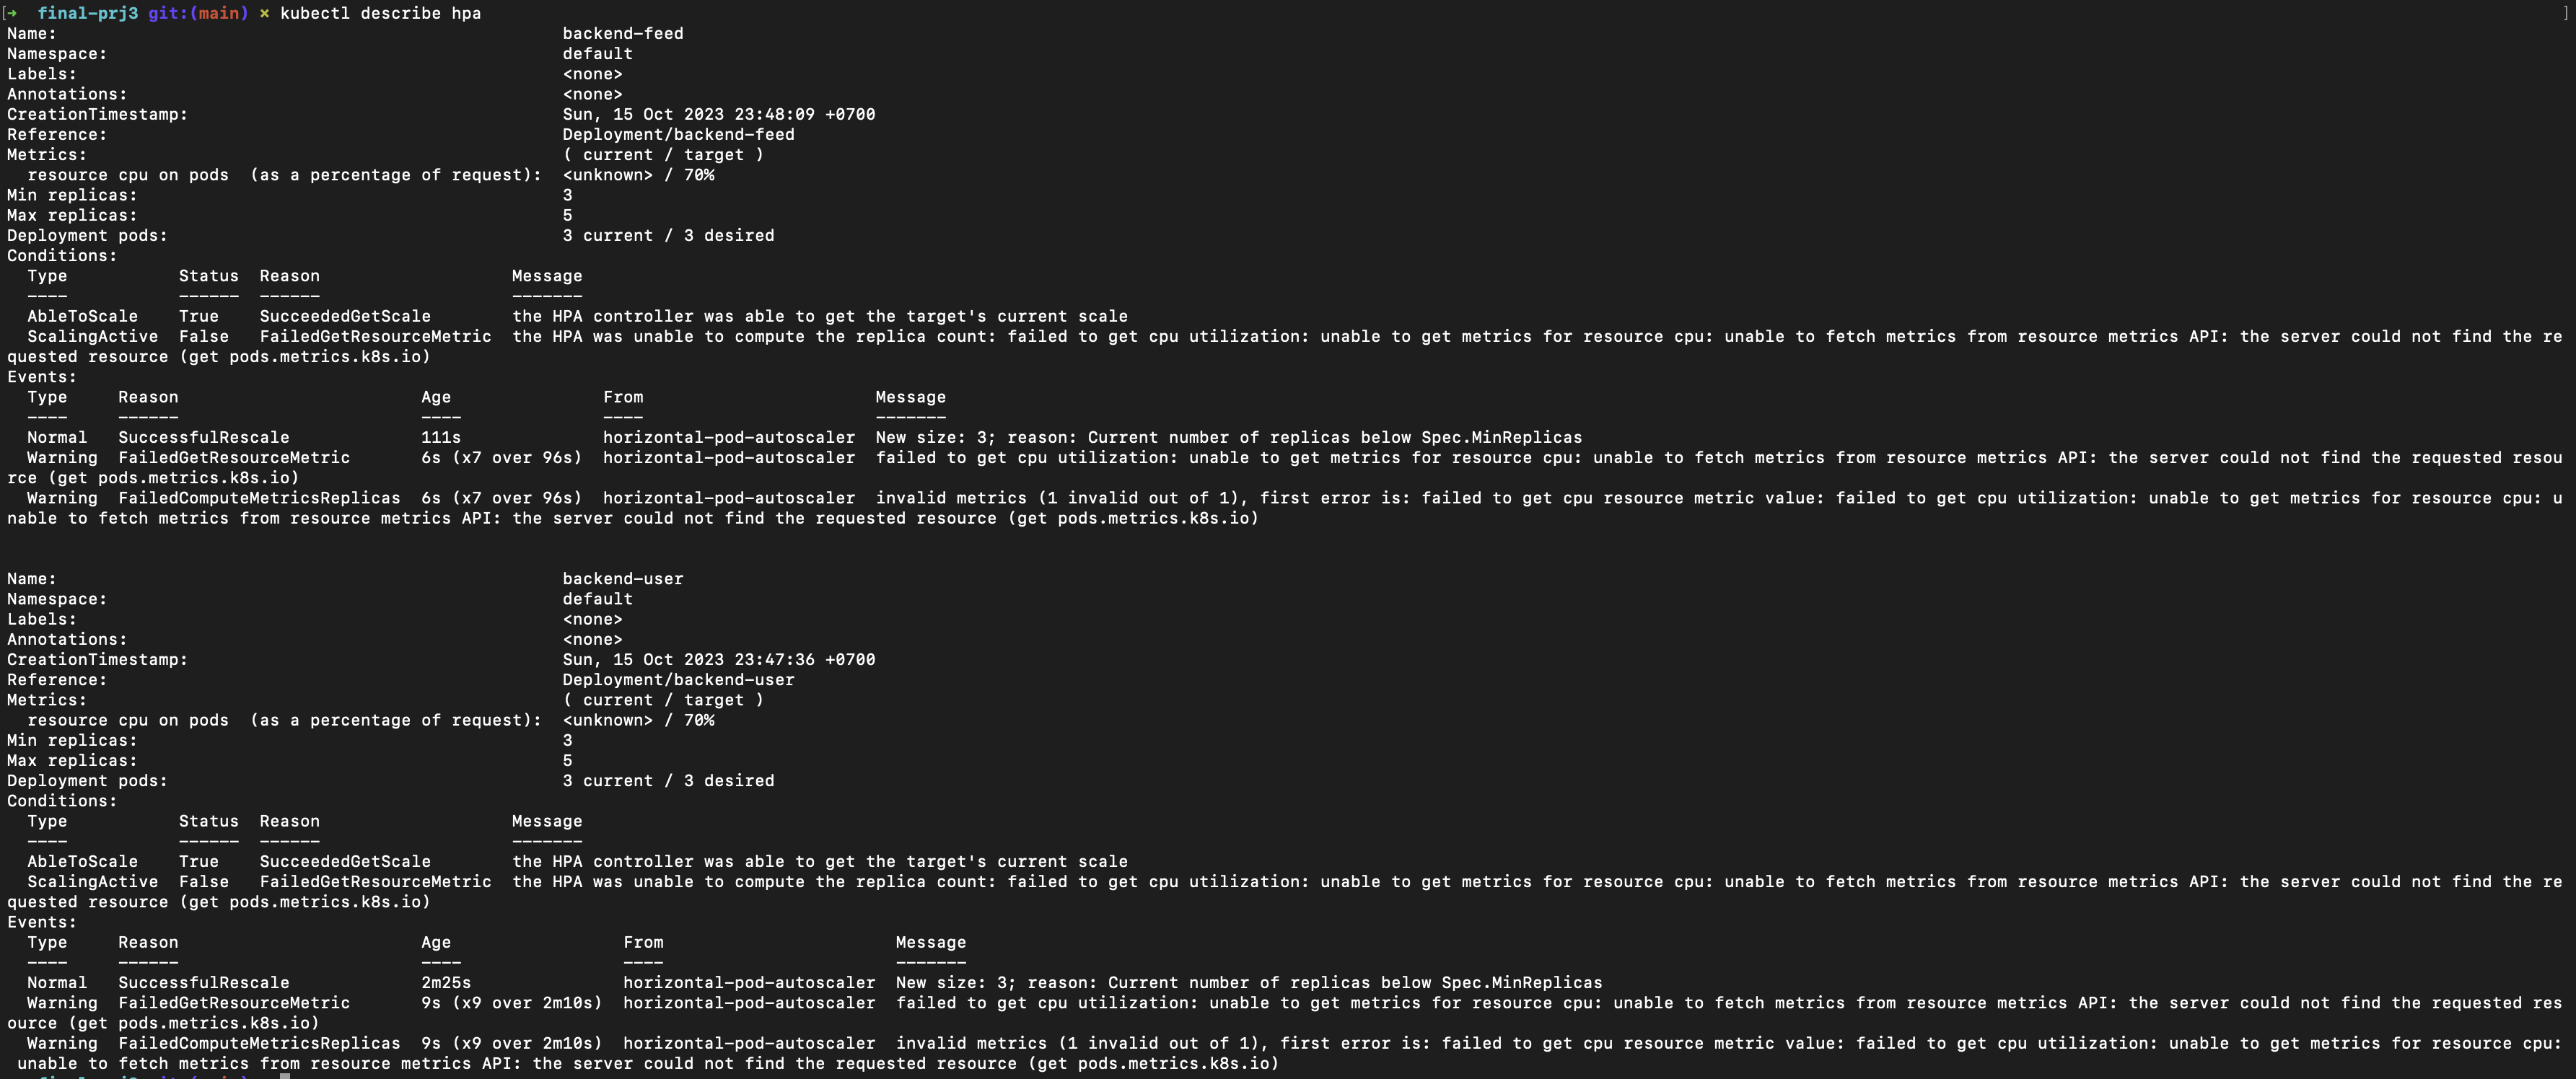 [→  final-prj3 git:(main) × kubectl describe hpa ]
Name:                                                  backend-feed
Namespace:                                             default
Labels:                                                <none>
Annotations:                                           <none>
CreationTimestamp:                                     Sun, 15 Oct 2023 23:48:09 +0700
Reference:                                             Deployment/backend-feed
Metrics:                                               ( current / target )
  resource cpu on pods  (as a percentage of request):  <unknown> / 70%
Min replicas:                                          3
Max replicas:                                          5
Deployment pods:                                       3 current / 3 desired
Conditions:
  Type           Status  Reason                   Message
  ----           ------  ------                   -------
  AbleToScale    True    SucceededGetScale        the HPA controller was able to get the target's current scale
  ScalingActive  False   FailedGetResourceMetric  the HPA was unable to compute the replica count: failed to get cpu utilization: unable to get metrics for resource cpu: unable to fetch metrics from resource metrics API: the server could not find the re
quested resource (get pods.metrics.k8s.io)
Events:
  Type     Reason                        Age                From                       Message
  ----     ------                        ----               ----                       -------
  Normal   SuccessfulRescale             111s               horizontal-pod-autoscaler  New size: 3; reason: Current number of replicas below Spec.MinReplicas
  Warning  FailedGetResourceMetric       6s (x7 over 96s)   horizontal-pod-autoscaler  failed to get cpu utilization: unable to get metrics for resource cpu: unable to fetch metrics from resource metrics API: the server could not find the requested resou
rce (get pods.metrics.k8s.io)
  Warning  FailedComputeMetricsReplicas  6s (x7 over 96s)   horizontal-pod-autoscaler  invalid metrics (1 invalid out of 1), first error is: failed to get cpu resource metric value: failed to get cpu utilization: unable to get metrics for resource cpu: u
nable to fetch metrics from resource metrics API: the server could not find the requested resource (get pods.metrics.k8s.io)
Name:                                                  backend-user
Namespace:                                             default
Labels:                                                <none>
Annotations:                                           <none>
CreationTimestamp:                                     Sun, 15 Oct 2023 23:47:36 +0700
Reference:                                             Deployment/backend-user
Metrics:                                               ( current / target )
  resource cpu on pods  (as a percentage of request):  <unknown> / 70%
Min replicas:                                          3
Max replicas:                                          5
Deployment pods:                                       3 current / 3 desired
Conditions:
  Type           Status  Reason                   Message
  ----           ------  ------                   -------
  AbleToScale    True    SucceededGetScale        the HPA controller was able to get the target's current scale
  ScalingActive  False   FailedGetResourceMetric  the HPA was unable to compute the replica count: failed to get cpu utilization: unable to get metrics for resource cpu: unable to fetch metrics from resource metrics API: the server could not find the re
quested resource (get pods.metrics.k8s.io)
Events:
  Type     Reason                        Age                 From                       Message
  ----     ------                        ----                ----                       -------
  Normal   SuccessfulRescale             2m25s               horizontal-pod-autoscaler  New size: 3; reason: Current number of replicas below Spec.MinReplicas
  Warning  FailedGetResourceMetric       9s (x9 over 2m10s)  horizontal-pod-autoscaler  failed to get cpu utilization: unable to get metrics for resource cpu: unable to fetch metrics from resource metrics API: the server could not find the requested res
ource (get pods.metrics.k8s.io)
  Warning  FailedComputeMetricsReplicas  9s (x9 over 2m10s)  horizontal-pod-autoscaler  invalid metrics (1 invalid out of 1), first error is: failed to get cpu resource metric value: failed to get cpu utilization: unable to get metrics for resource cpu:
 unable to fetch metrics from resource metrics API: the server could not find the requested resource (get pods.metrics.k8s.io)